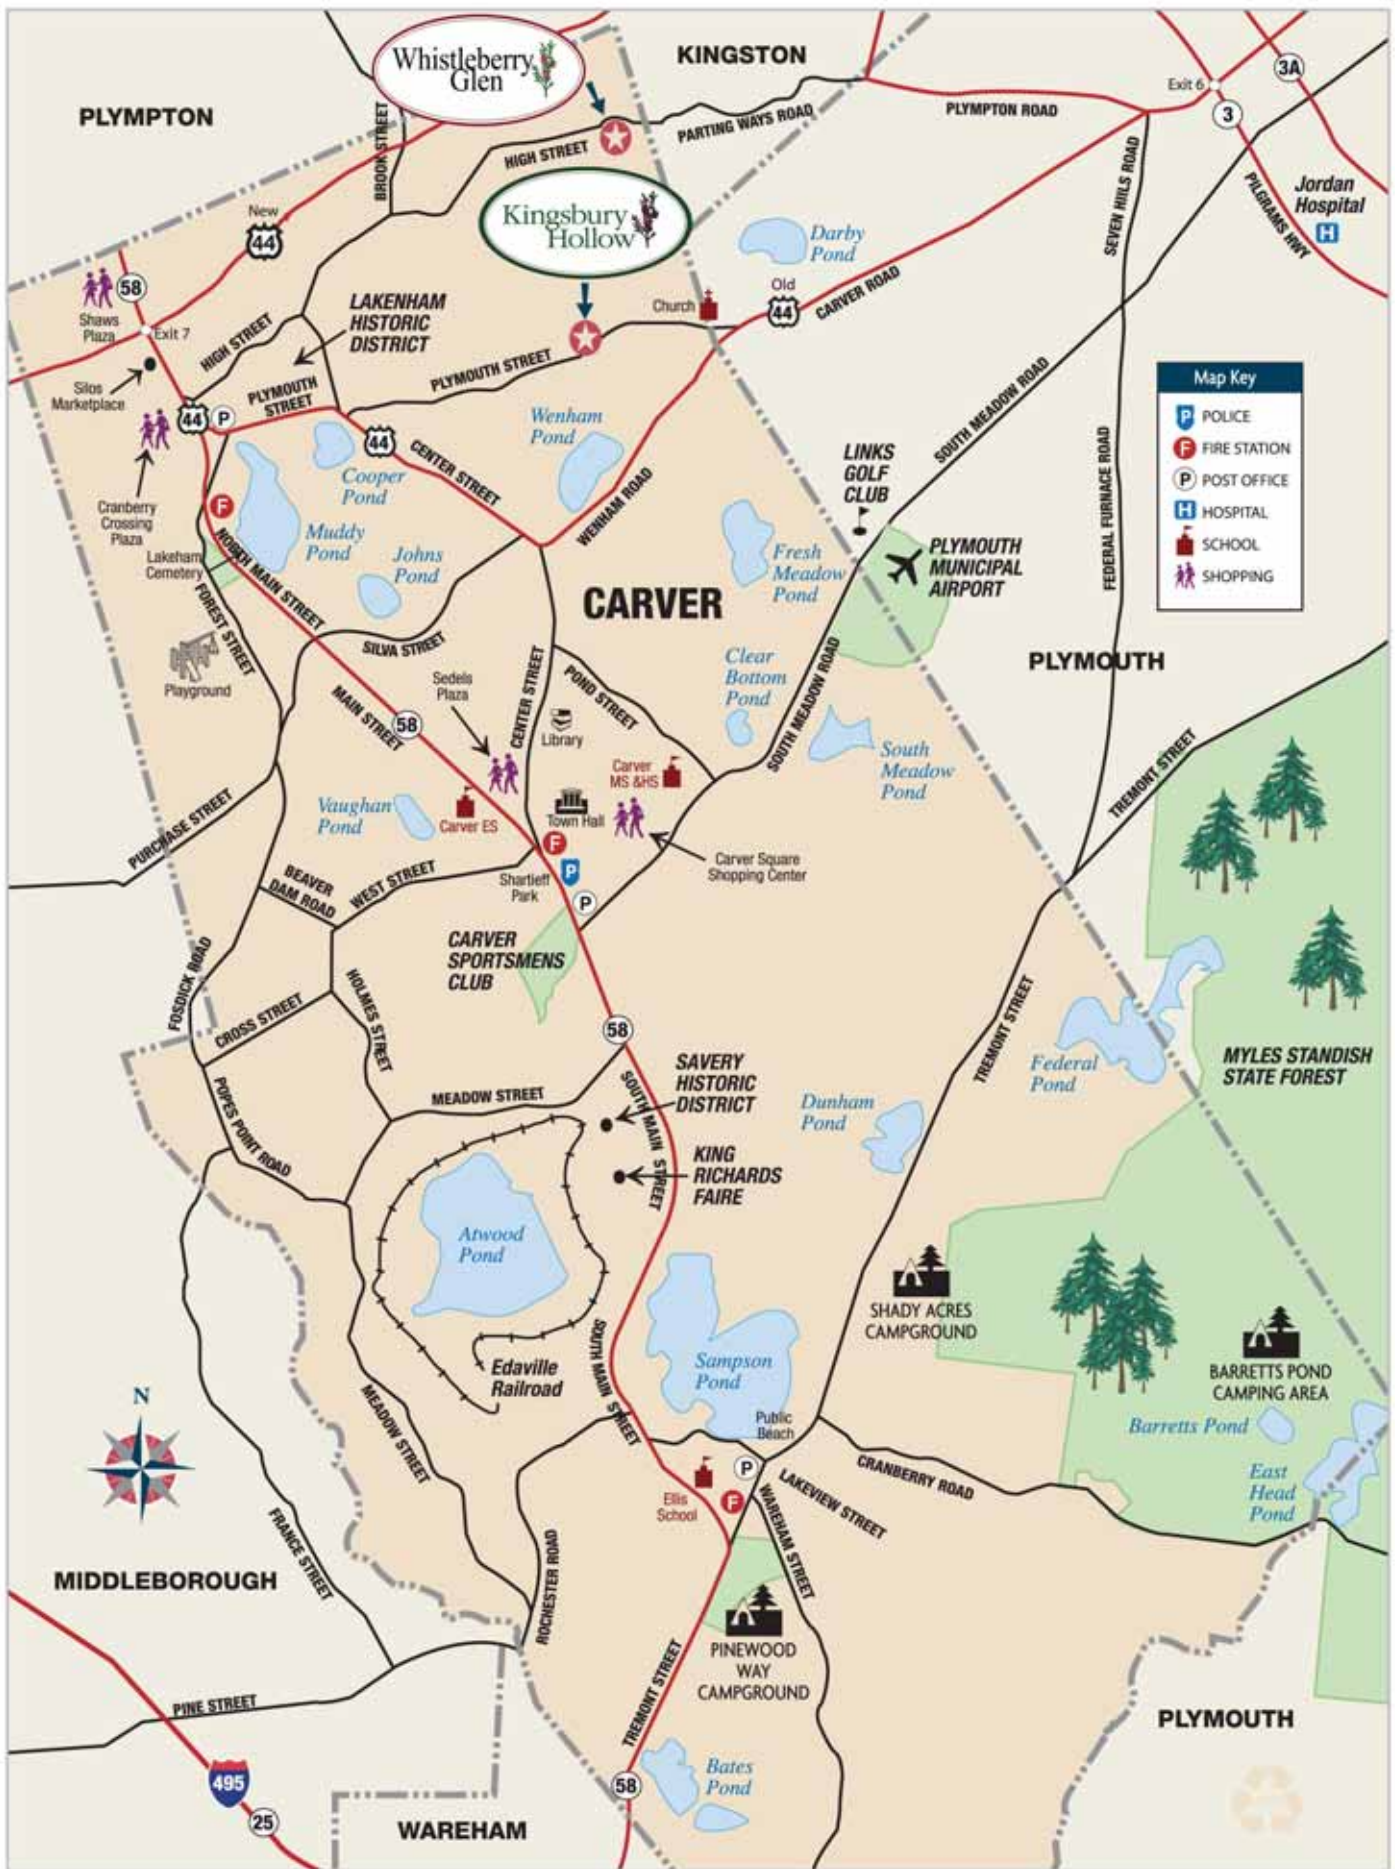 Whistleberry
Glen
KINGSTON
PLYMPTON
BROOK STREET
HIGH STREET
PARTING WAYS ROAD
PLYMPTON ROAD
Exit 6
3A
3
SEVEN HIILS ROAD
PILGRAMS HWY
Jordan
Hospital
H
New
44
Kingsbury
Hollow
Darby
Pond
58
Shaws
Plaza
Exit 7
LAKENHAM
HISTORIC
DISTRICT
Church
Old
44
CARVER ROAD
HIGH STREET
Silos
Marketplace
PLYMOUTH
STREET
PLYMOUTH STREET
44
P
44
CENTER STREET
Wenham
Pond
WENHAM ROAD
SOUTH MEADOW ROAD
Map Key
P POLICE
F FIRE STATION
P POST OFFICE
H HOSPITAL
SCHOOL
SHOPPING
LINKS
GOLF
CLUB
FEDERAL FURNACE ROAD
Cooper
Pond
Cranberry
Crossing
Plaza
F
Muddy
Pond
Johns
Pond
Lakeham
Cemetery
NORTH MAIN STREET
FOREST STREET
Fresh
Meadow
Pond
PLYMOUTH
MUNICIPAL
AIRPORT
CARVER
PLYMOUTH
SILVA STREET
Playground
Sedels
Plaza
CENTER STREET
POND STREET
Clear
Bottom
Pond
SOUTH MEADOW ROAD
MAIN STREET
58
Library
Carver
MS &HS
South
Meadow
Pond
TREMONT STREET
PURCHASE STREET
Vaughan
Pond
Carver ES
Town Hall
F
Carver Square
Shopping Center
BEAVER
DAM ROAD
WEST STREET
Shartieff
Park
P
P
CARVER
SPORTSMENS
CLUB
FOSDICK ROAD
CROSS STREET
HOLMES STREET
58
TREMONT STREET
Federal
Pond
MYLES STANDISH
STATE FOREST
SAVERY
HISTORIC
DISTRICT
POPES POINT ROAD
MEADOW STREET
SOUTH MAIN STREET
Dunham
Pond
KING
RICHARDS
FAIRE
Atwood
Pond
SHADY ACRES
CAMPGROUND
Edaville
Railroad
SOUTH MAIN STREET
Sampson
Pond
BARRETTS POND
CAMPING AREA
N
MEADOW STREET
Public
Beach
Barretts Pond
CRANBERRY ROAD
East
Head
Pond
P
LAKEVIEW STREET
Ellis
School
F
WAREHAM STREET
FRANCE STREET
ROCHESTER ROAD
MIDDLEBOROUGH
PINEWOOD
WAY
CAMPGROUND
TREMONT STREET
PINE STREET
PLYMOUTH
495
25
58
Bates
Pond
WAREHAM